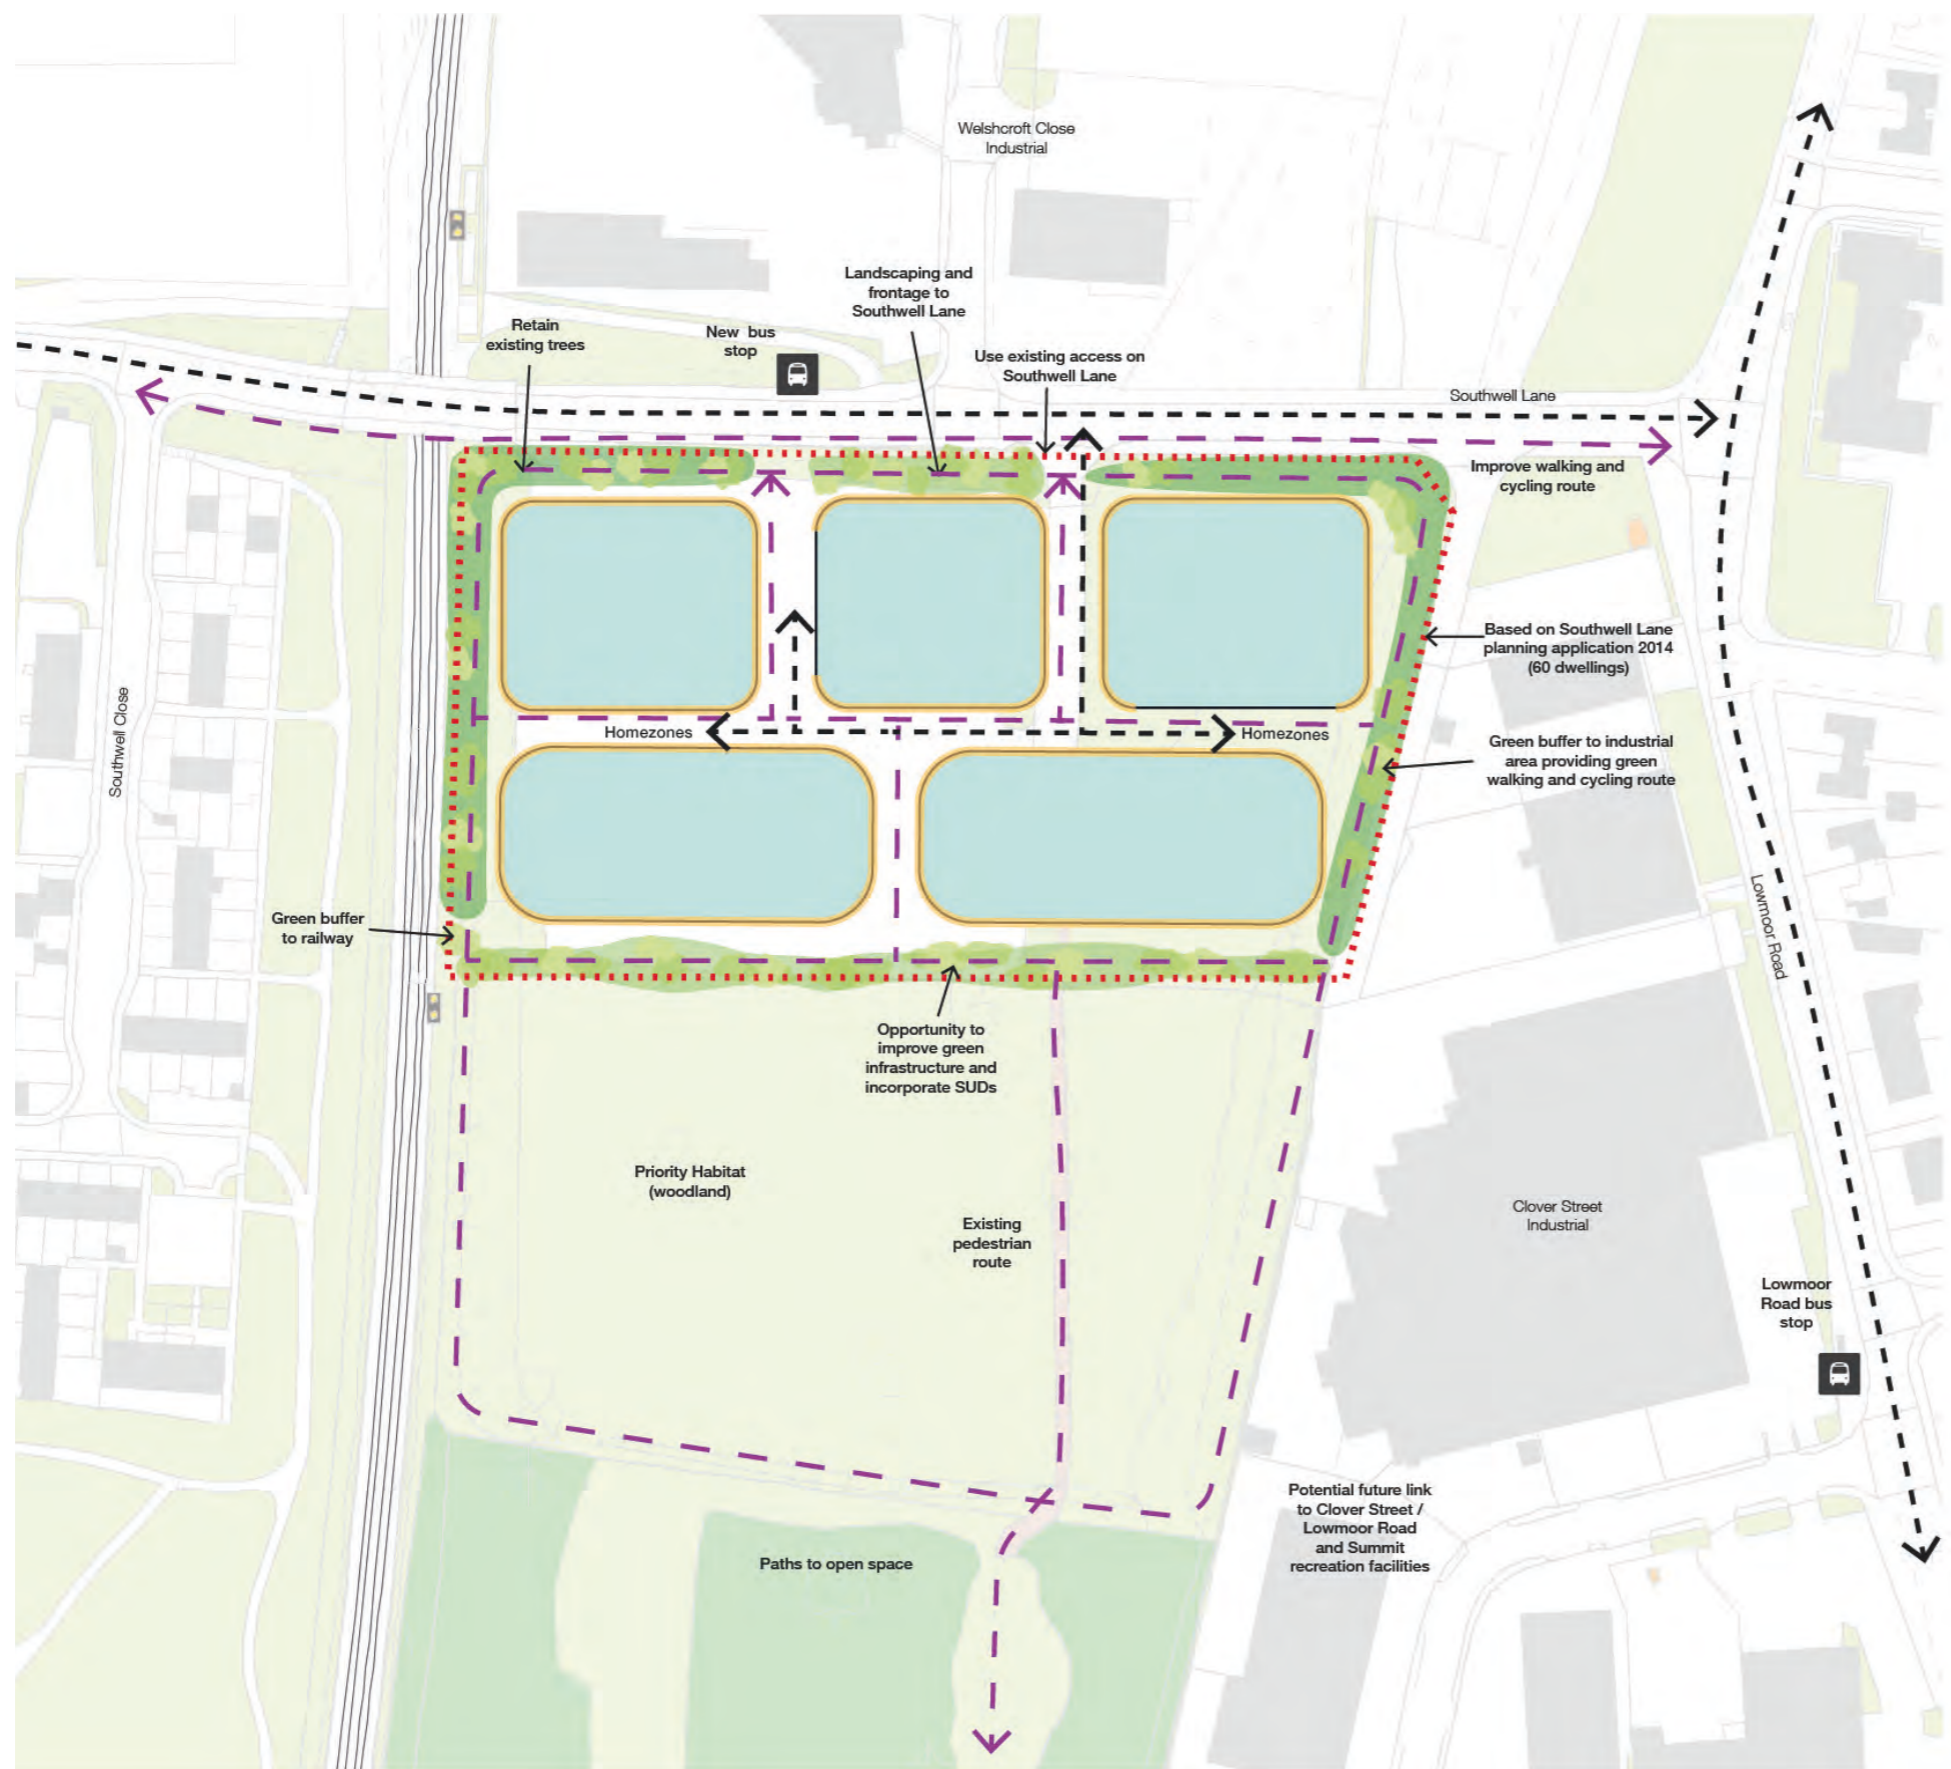 Welshcroft Close
Industrial
Landscaping and
frontage to
Southwell Lane
Retain
existing trees
New bus
stop
Use existing access on
Southwell Lane
Southwell Lane
Improve walking and
cycling route
Based on Southwell Lane
planning application 2014
(60 dwellings)
Southwell Close
Homezones
Homezones
Green buffer to industrial
area providing green
walking and cycling route
Green buffer
to railway
Lowmoor Road
Opportunity to
improve green
infrastructure and
incorporate SUDs
Priority Habitat
(woodland)
Existing
pedestrian
route
Clover Street
Industrial
Lowmoor
Road bus
stop
Potential future link
to Clover Street /
Lowmoor Road
and Summit
recreation facilities
Paths to open space